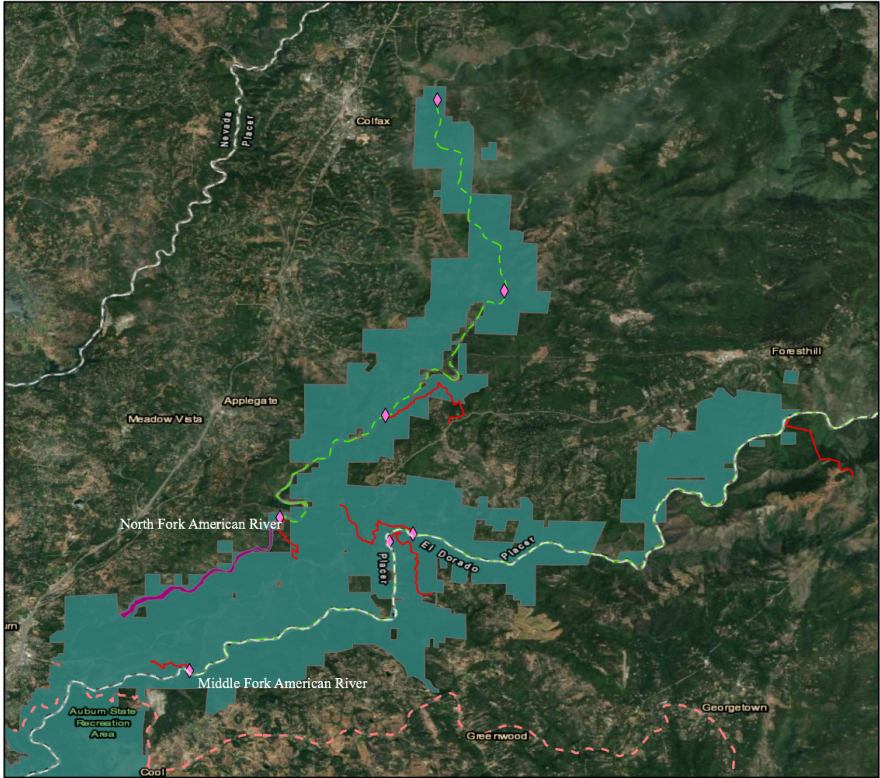 Nevada
Placer
Colfax
Foresthill
Applegate
Meadow Vista
North Fork American River
Placer
El Dorado
Placer
urn
Middle Fork American River
Auburn State
Recreation
Area
Georgetown
Greenwood
Cool